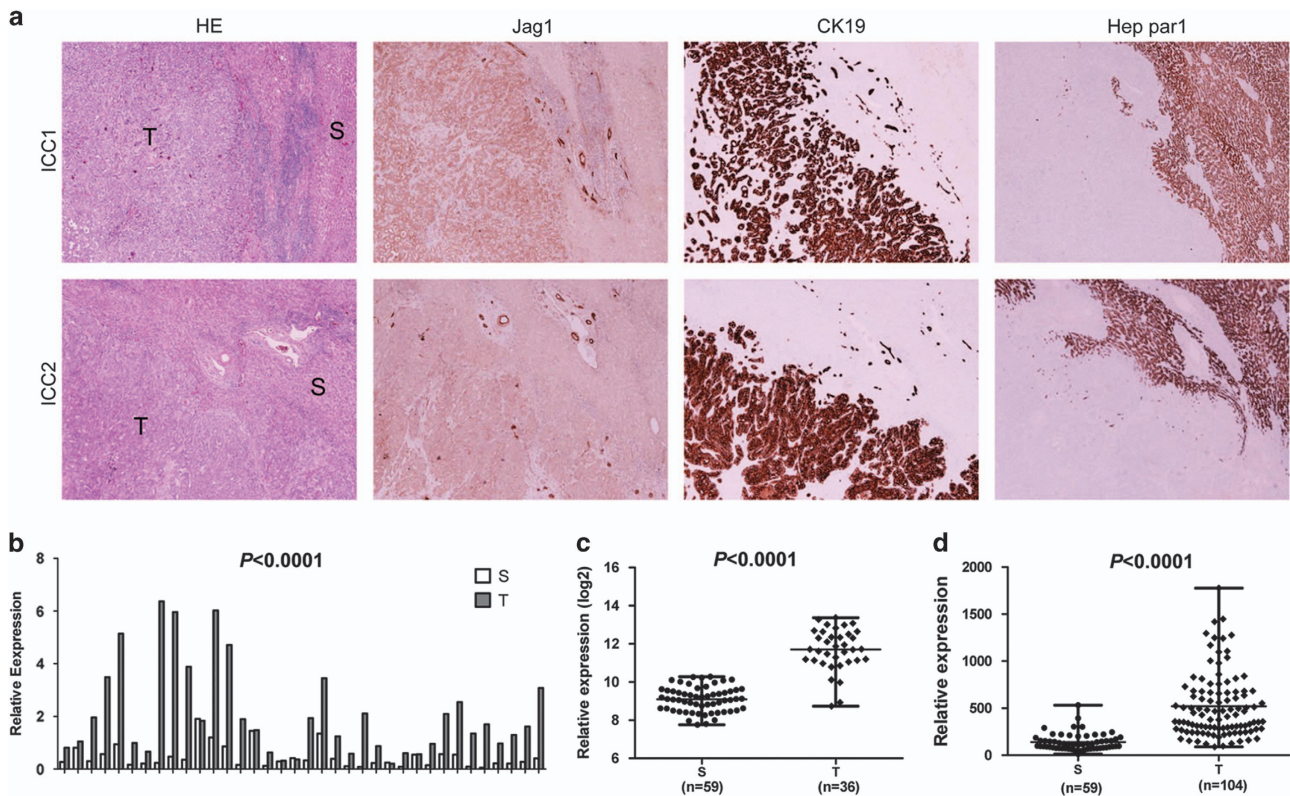 a
HE
Jag1
CK19
Hep par1
ICC1
T
S
ICC2
T
S
b
P<0.0001
8
6
4
2
0
Relative Eexpression
S
T
c
P<0.0001
16
14
12
10
8
6
Relative expression (log2)
S
T
(n=59)
(n=36)
d
P<0.0001
2000
1500
1000
500
0
Relative expression
S
T
(n=59)
(n=104)